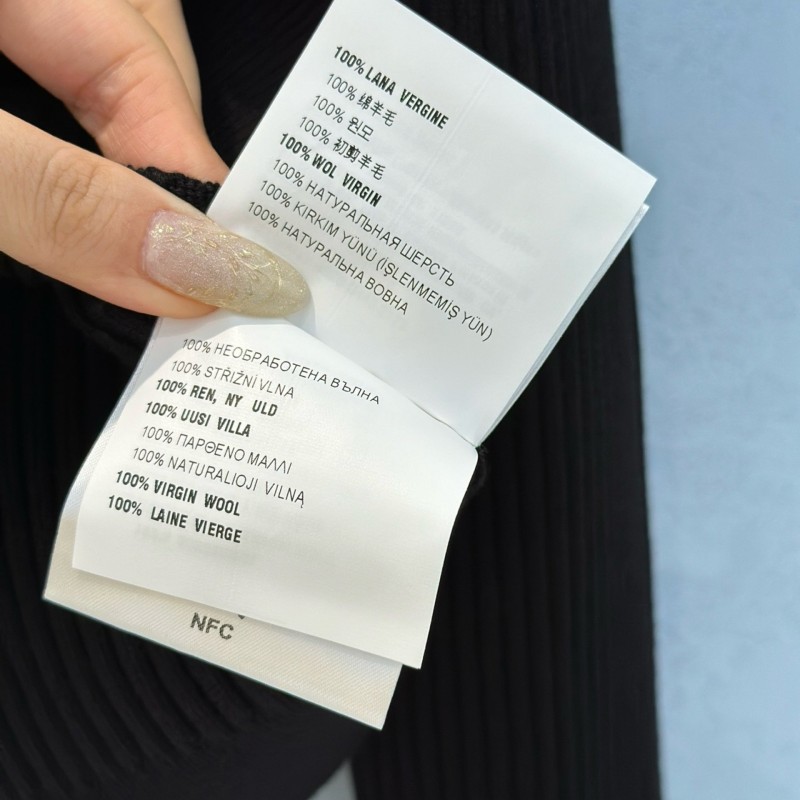 100% LANA VERGINE
100% 绵羊毛
100% 원모
100% 初剪羊毛
100% WOL VIRGIN
100% НАТУРАЛЬНАЯ ШЕРСТЬ
100% KIRKIM YÜNÜ (İŞLENMEMİŞ YÜN)
100% НАТУРАЛЬНА ВОВНА
100% НЕОБРАБОТЕНА ВЪЛНА
100% STŘIŽNÍ VLNA
100% REN, NY ULD
100% UUSI VILLA
100% ΠΑΡΘΕΝΟ ΜΑΛΛΙ
100% NATURALIOJI VILNĄ
100% VIRGIN WOOL
100% LAINE VIERGE
NFC